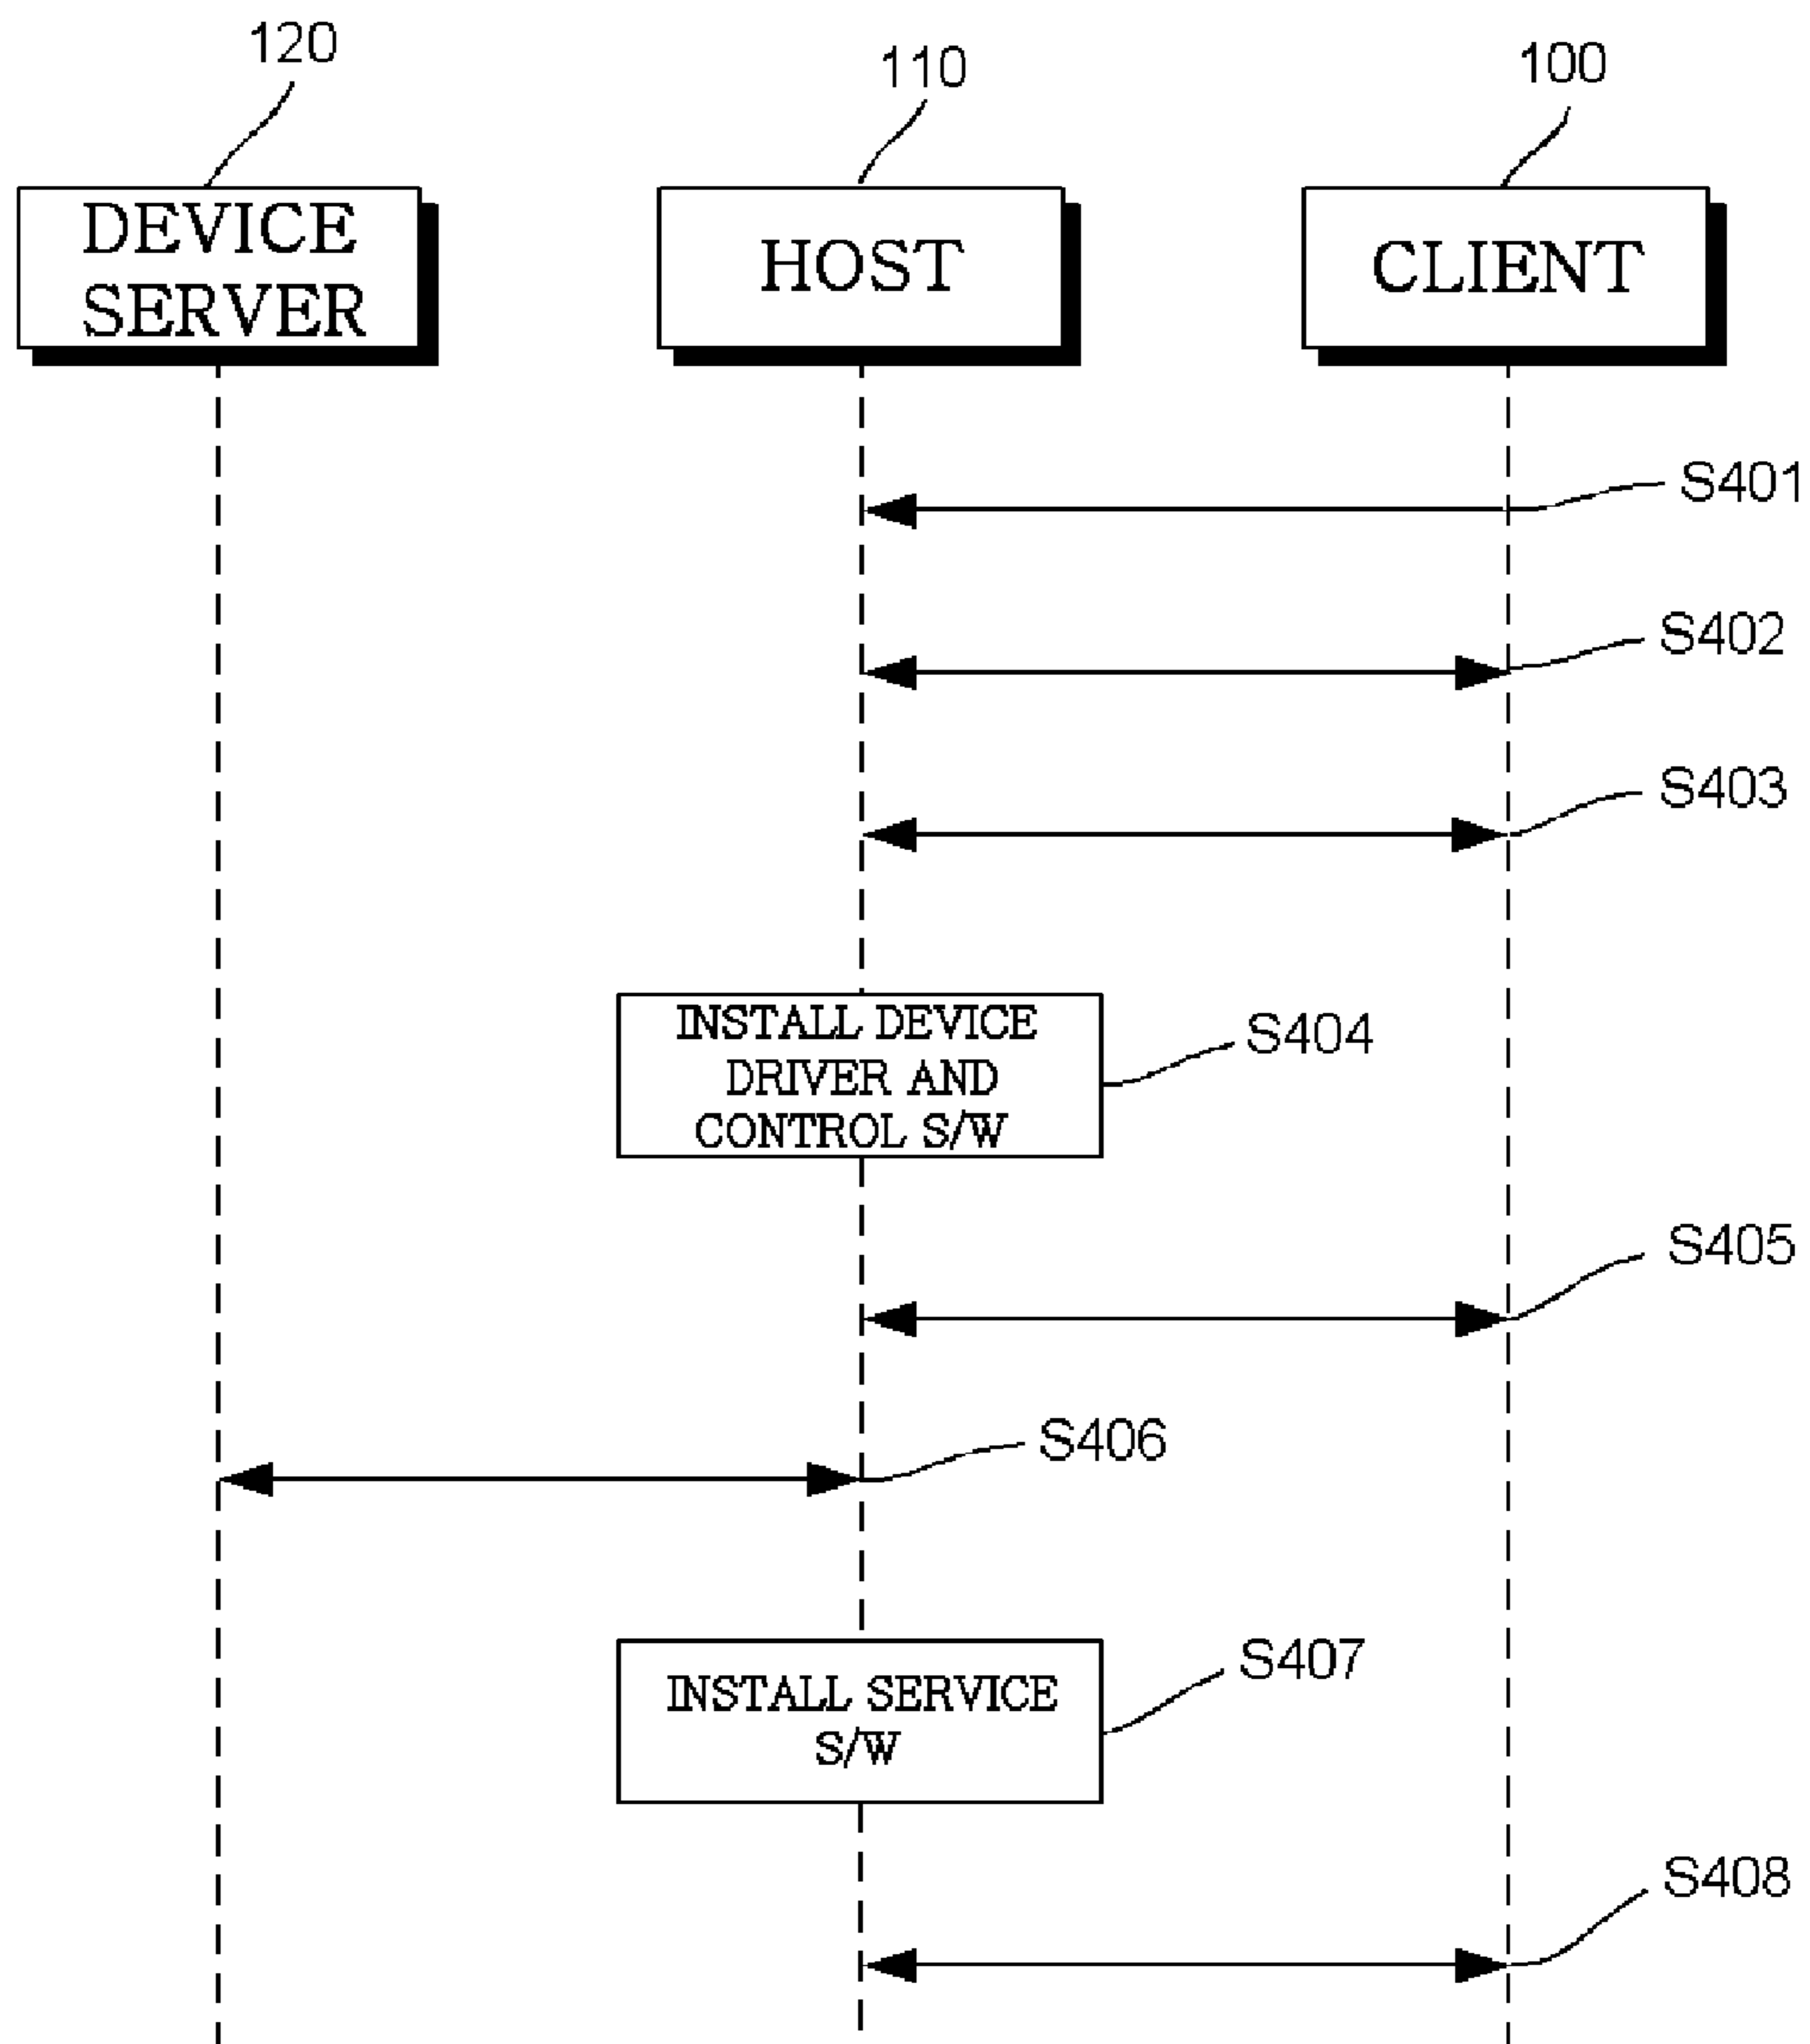 120
110
100
DEVICE
SERVER
HOST
CLIENT
S401
S402
S403
INSTALL DEVICE
DRIVER AND
CONTROL S/W
S404
S405
S406
INSTALL SERVICE
S/W
S407
S408